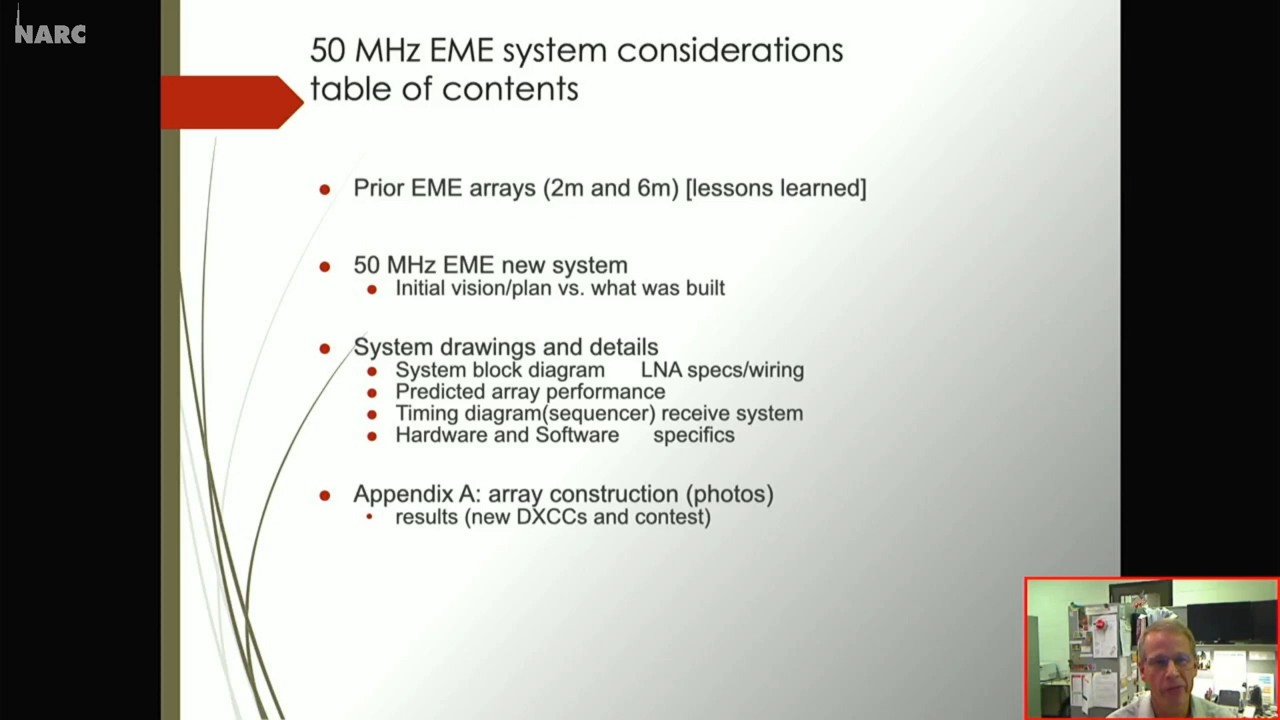 NARC
50 MHz EME system considerations
table of contents
Prior EME arrays (2m and 6m) [lessons learned]
50 MHz EME new system
Initial vision/plan vs. what was built
System drawings and details
System block diagram LNA specs/wiring
Predicted array performance
Timing diagram(sequencer) receive system
Hardware and Software specifics
Appendix A: array construction (photos)
results (new DXCCs and contest)